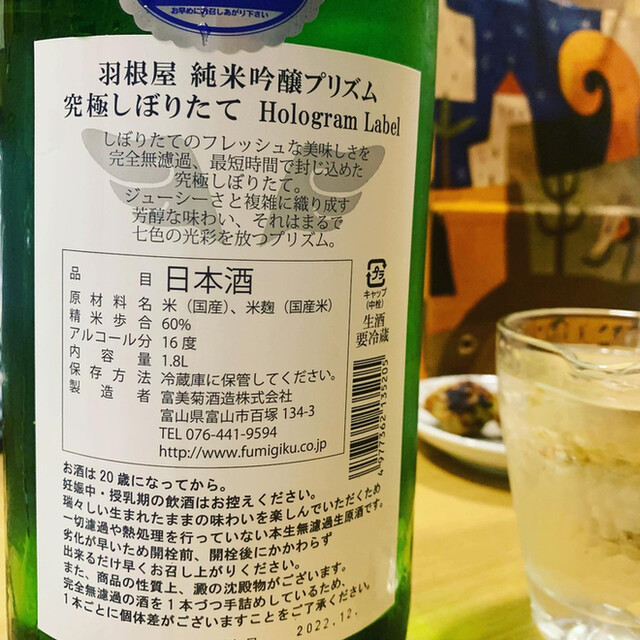 お早めにお召しあがり下さい
羽根屋 純米吟醸プリズム
究極しぼりたて Hologram Label
しぼりたてのフレッシュな美味しさを
完全無濾過、最短時間で封じ込めた
究極しぼりたて。
ジューシーさと複雑に織り成す
芳醇な味わい、それはまるで
七色の光彩を放つプリズム。
品目 日本酒
原材料名 米（国産）、米麹（国産米）
精米歩合 60%
アルコール分 16度
内容量 1.8L
保存方法 冷蔵庫に保管してください。
製造者 富美菊酒造株式会社
富山県富山市百塚 134-3
TEL 076-441-9594
http://www.fumigiku.co.jp
プラ
キャップ
(中栓)
生酒
要冷蔵
4977362135205
お酒は20歳になってから。
妊娠中・授乳期の飲酒はお控えください。
瑞々しい生まれたままの味わいを楽しんでいただくため
一切濾過や熱処理を行っていない本生無濾過生原酒です。
劣化が早いため開栓前、開栓後にかかわらず
出来るだけ早くお召し上がりください。
また、商品の性質上、澱の沈殿物がございます。
完全無濾過の酒を1本づつ手詰めしているため、
1本ごとに個体差がございますことをご了承ください。
2022.12.